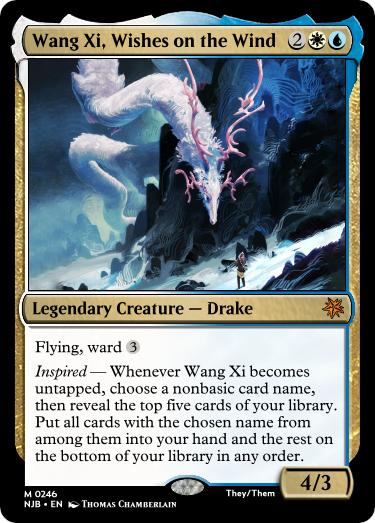 Wang Xi, Wishes on the Wind 2
Legendary Creature — Drake
Flying, ward 3
Inspired — Whenever Wang Xi becomes
untapped, choose a nonbasic card name,
then reveal the top five cards of your library.
Put all cards with the chosen name from
among them into your hand and the rest on
the bottom of your library in any order.
4/3
M 0246
NJB • EN Thomas Chamberlain
They/Them